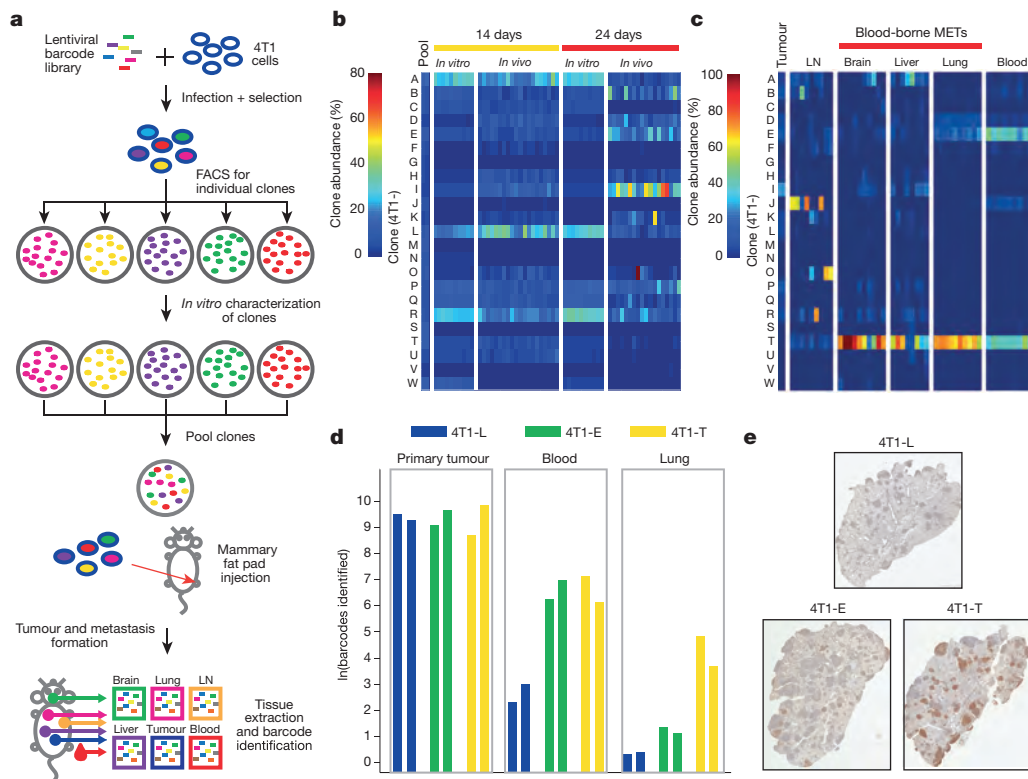 a
Lentiviral
barcode
library
4T1
cells
Infection + selection
FACS for
individual clones
In vitro characterization
of clones
Pool clones
Mammary
fat pad
injection
Tumour and metastasis
formation
Brain Lung LN
Liver Tumour Blood
Tissue
extraction
and barcode
identification
b
Pool
14 days 24 days
In vitro In vivo In vitro In vivo
Clone abundance (%)
80
60
40
20
0
Clone (4T1-)
A
B
C
D
E
F
G
H
I
J
K
L
M
N
O
P
Q
R
S
T
U
V
W
c
Tumour
Blood-borne METs
LN Brain Liver Lung Blood
Clone abundance (%)
100
80
60
40
20
0
Clone (4T1-)
A
B
C
D
E
F
G
H
I
J
K
L
M
N
O
P
Q
R
S
T
U
V
W
d
4T1-L 4T1-E 4T1-T
Primary tumour Blood Lung
ln(barcodes identified)
10
9
8
7
6
5
4
3
2
1
0
e
4T1-L
4T1-E
4T1-T